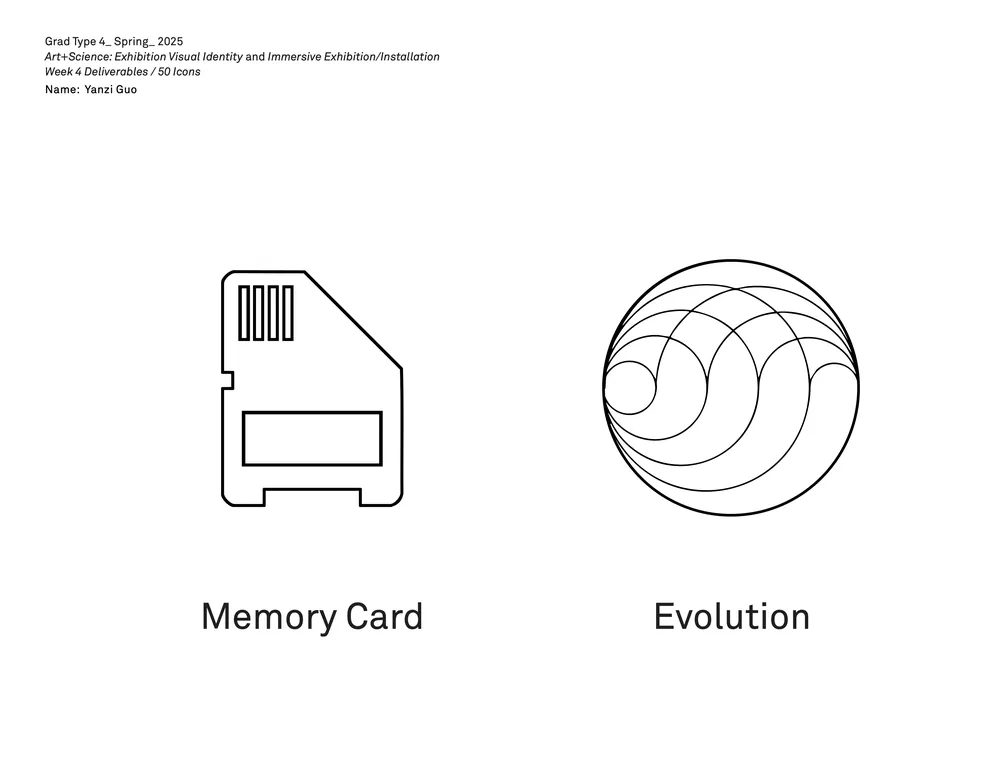 Grad Type 4_ Spring_ 2025
Art+Science: Exhibition Visual Identity and Immersive Exhibition/Installation
Week 4 Deliverables / 50 Icons
Name: Yanzi Guo
Memory Card
Evolution